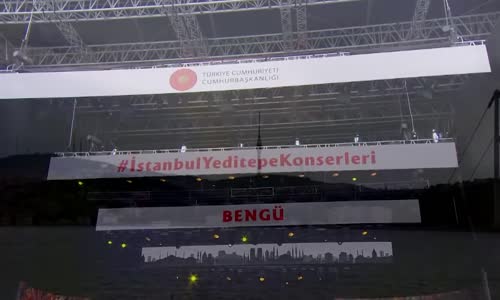 TÜRKİYE CUMHURİYETİ
CUMHURBAŞKANLIĞI
#İstanbulYeditepeKonserleri
BENGÜ